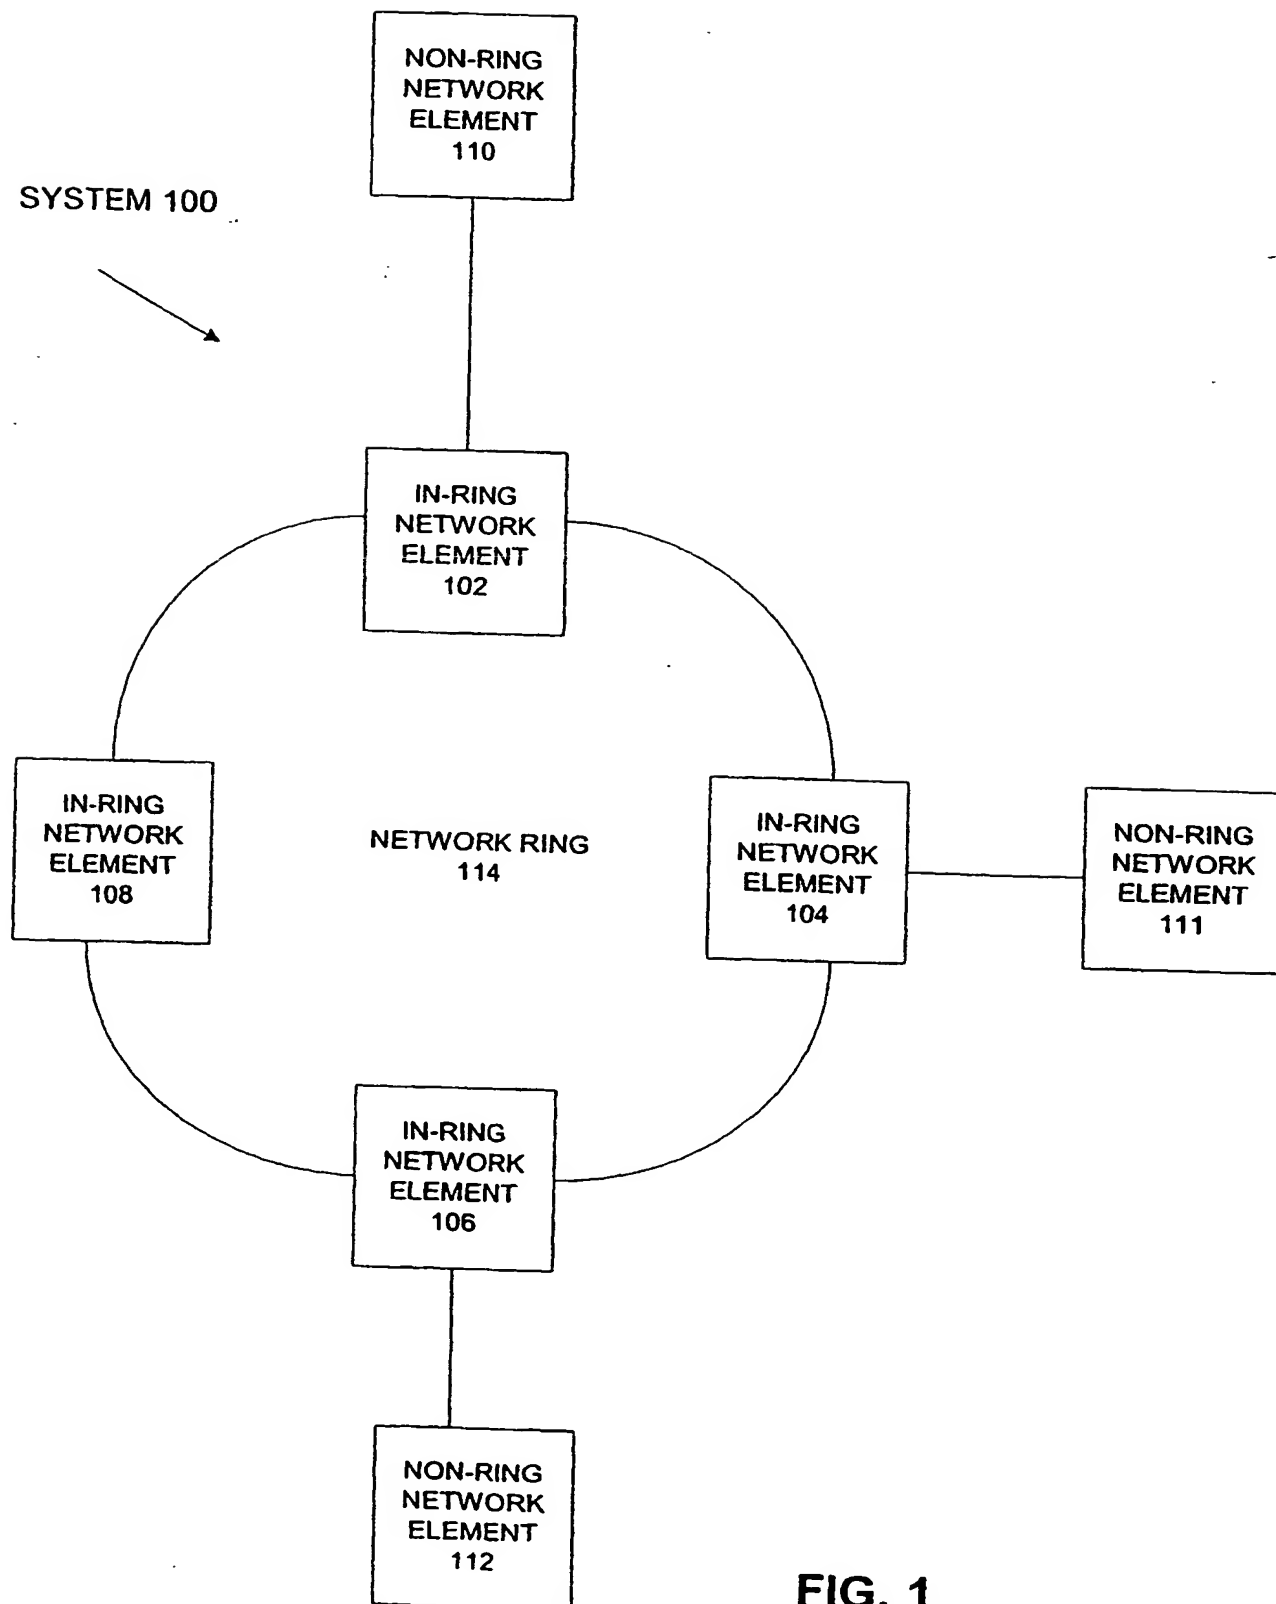 NON-RING
NETWORK
ELEMENT
110
SYSTEM 100
IN-RING
NETWORK
ELEMENT
102
IN-RING
NETWORK
ELEMENT
108
NETWORK RING
114
IN-RING
NETWORK
ELEMENT
104
NON-RING
NETWORK
ELEMENT
111
IN-RING
NETWORK
ELEMENT
106
NON-RING
NETWORK
ELEMENT
112
FIG. 1